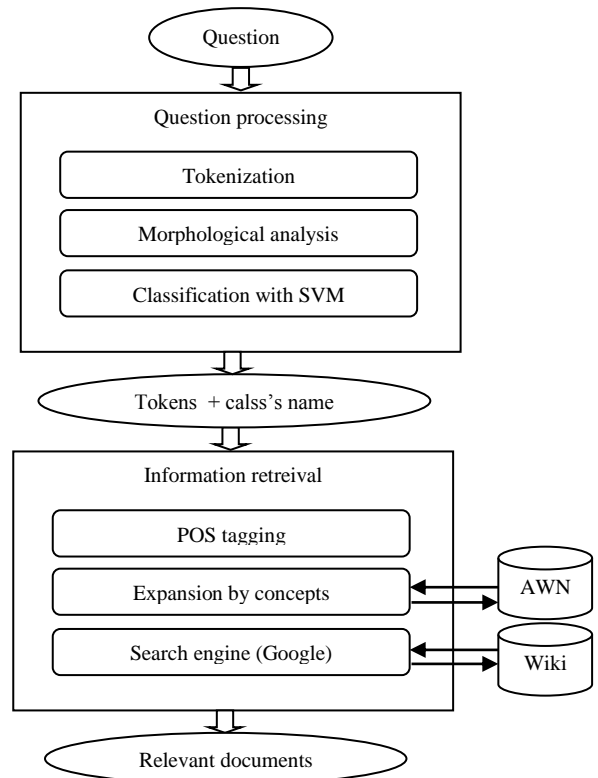 Question
Question processing
Tokenization
Morphological analysis
Classification with SVM
Tokens + calss's name
Information retreival
POS tagging
Expansion by concepts
AWN
Search engine (Google)
Wiki
Relevant documents